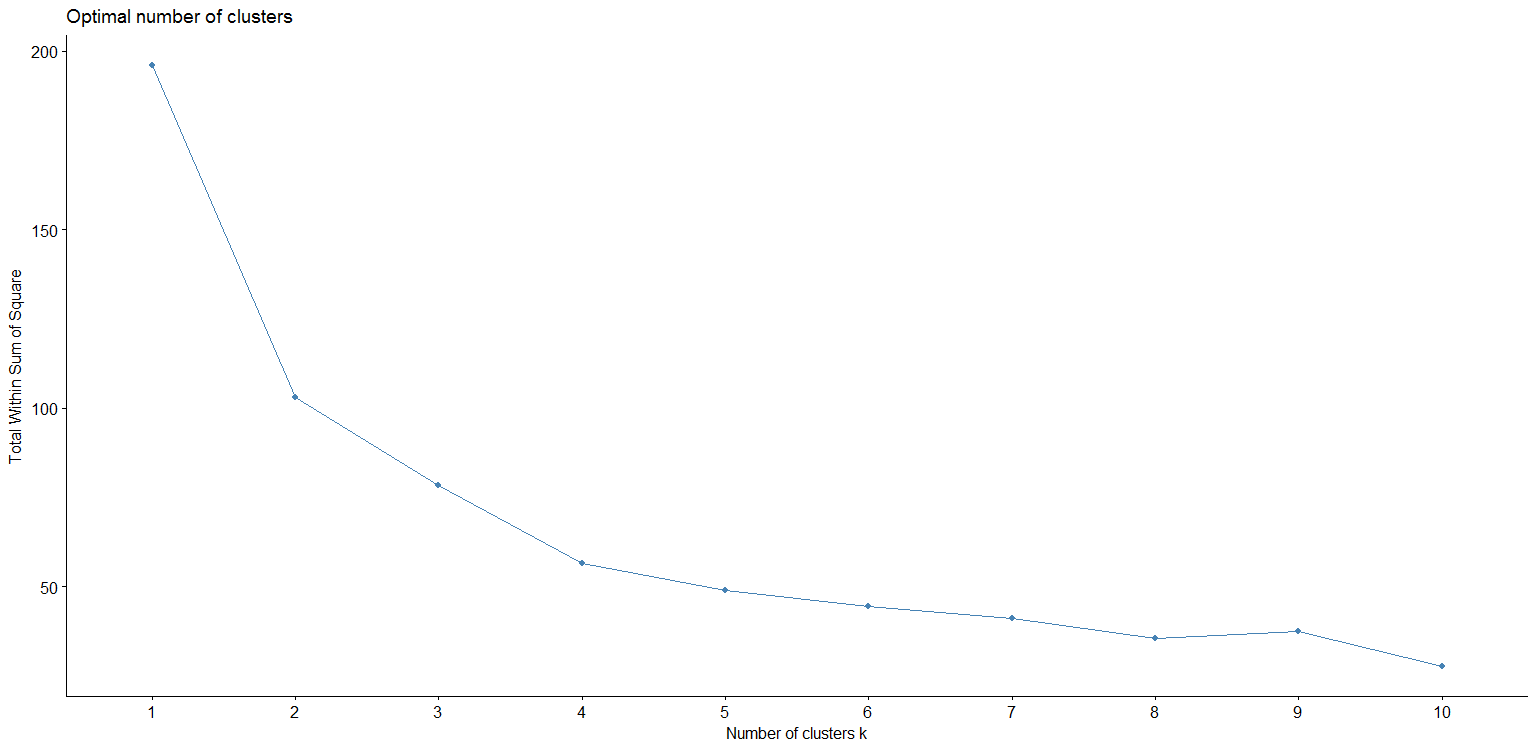 Optimal number of clusters
200
150
100
50
Total Within Sum of Square
1 2 3 4 5 6 7 8 9 10
Number of clusters k